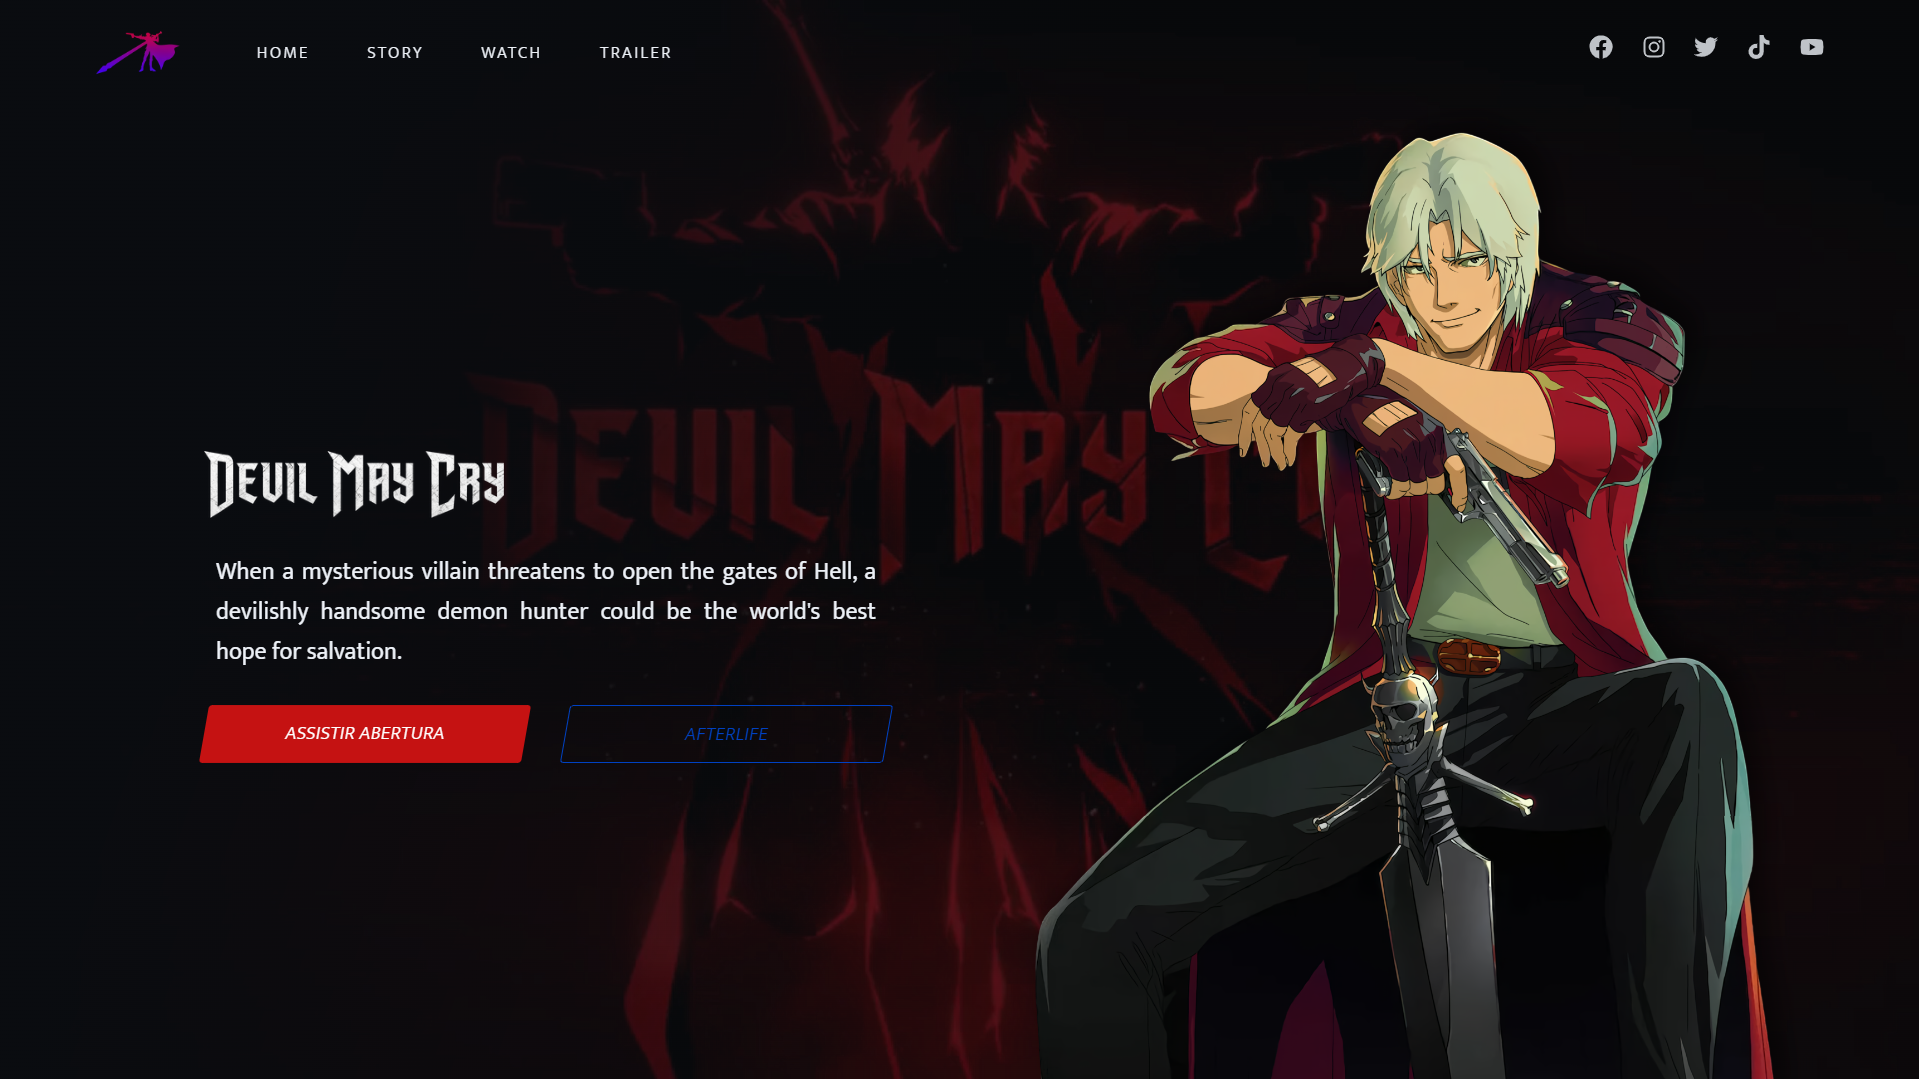 HOME STORY WATCH TRAILER
DEVIL MAY CRY
DEVIL MAY C
When a mysterious villain threatens to open the gates of Hell, a
devilishly handsome demon hunter could be the world's best
hope for salvation.
ASSISTIR ABERTURA AFTERLIFE